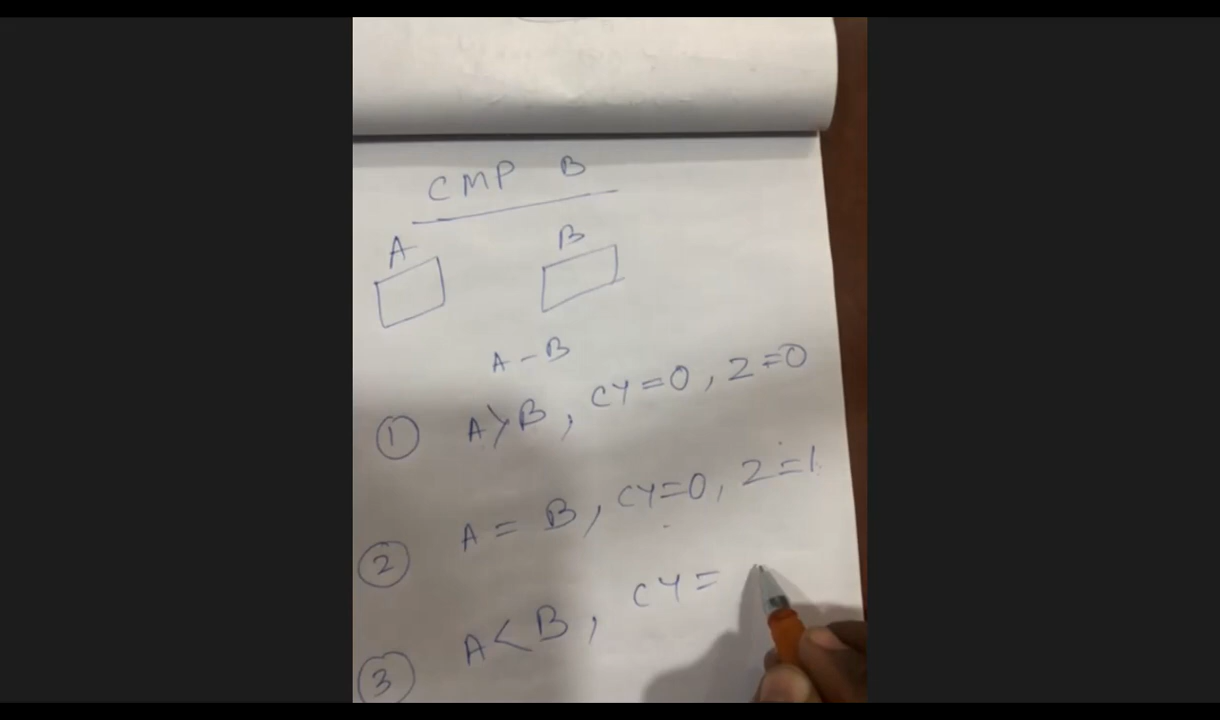 CMP B
A B
A - B
① A > B, CY = 0, Z = 0
② A = B, CY = 0, Z = 1
③ A < B, CY =